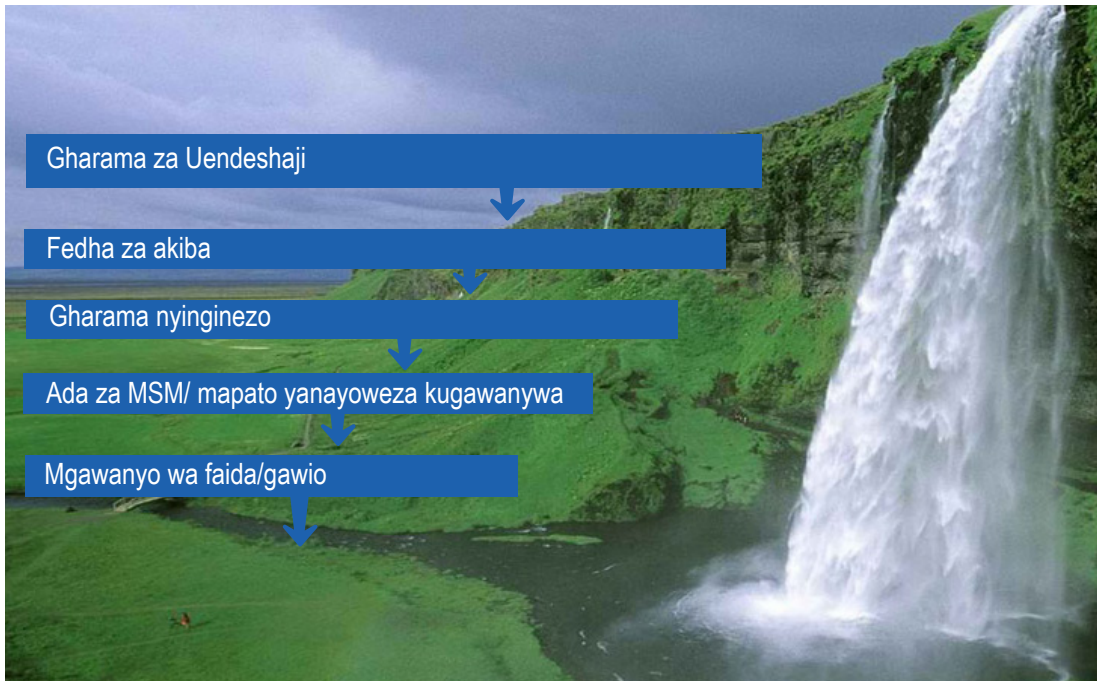 Gharama za Uendeshaji
Fedha za akiba
Gharama nyinginezo
Ada za MSM/ mapato yanayoweza kugawanywa
Mgawanyo wa faida/gawio